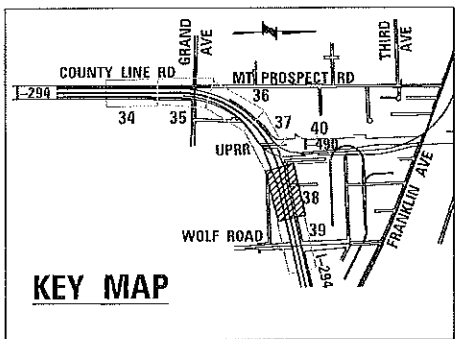 GRAND AVE
THIRD AVE
N
COUNTY LINE RD
MT PROSPECT RD
I-294
36
34
35
37
40
I-490
UPRR
38
FRANKLIN AVE
39
WOLF ROAD
I-294
KEY MAP